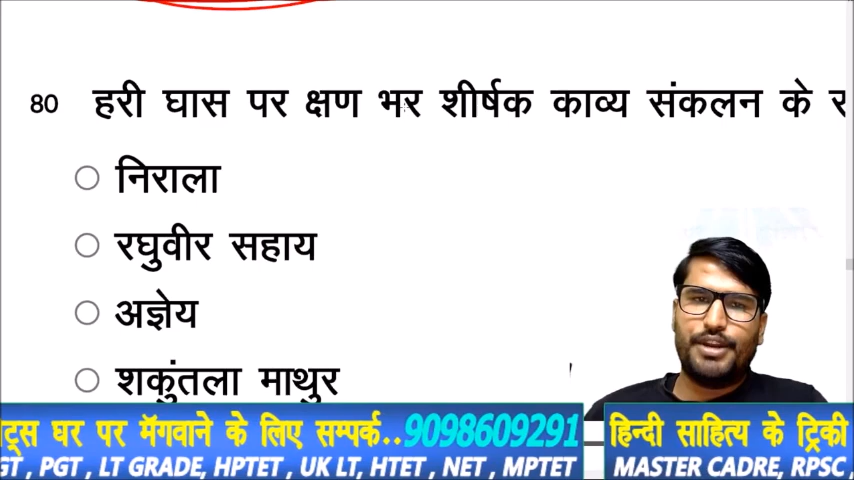 80 हरी घास पर क्षण भर शीर्षक काव्य संकलन के
निराला
रघुवीर सहाय
अज्ञेय
शकुंतला माथुर
घर पर मॅगवाने के लिए सम्पर्क..9098609291 हिन्दी साहित्य के ट्रिकी
GT , PGT , LT GRADE, HPTET , UK LT, HTET , NET , MPTET MASTER CADRE, RPSC ,